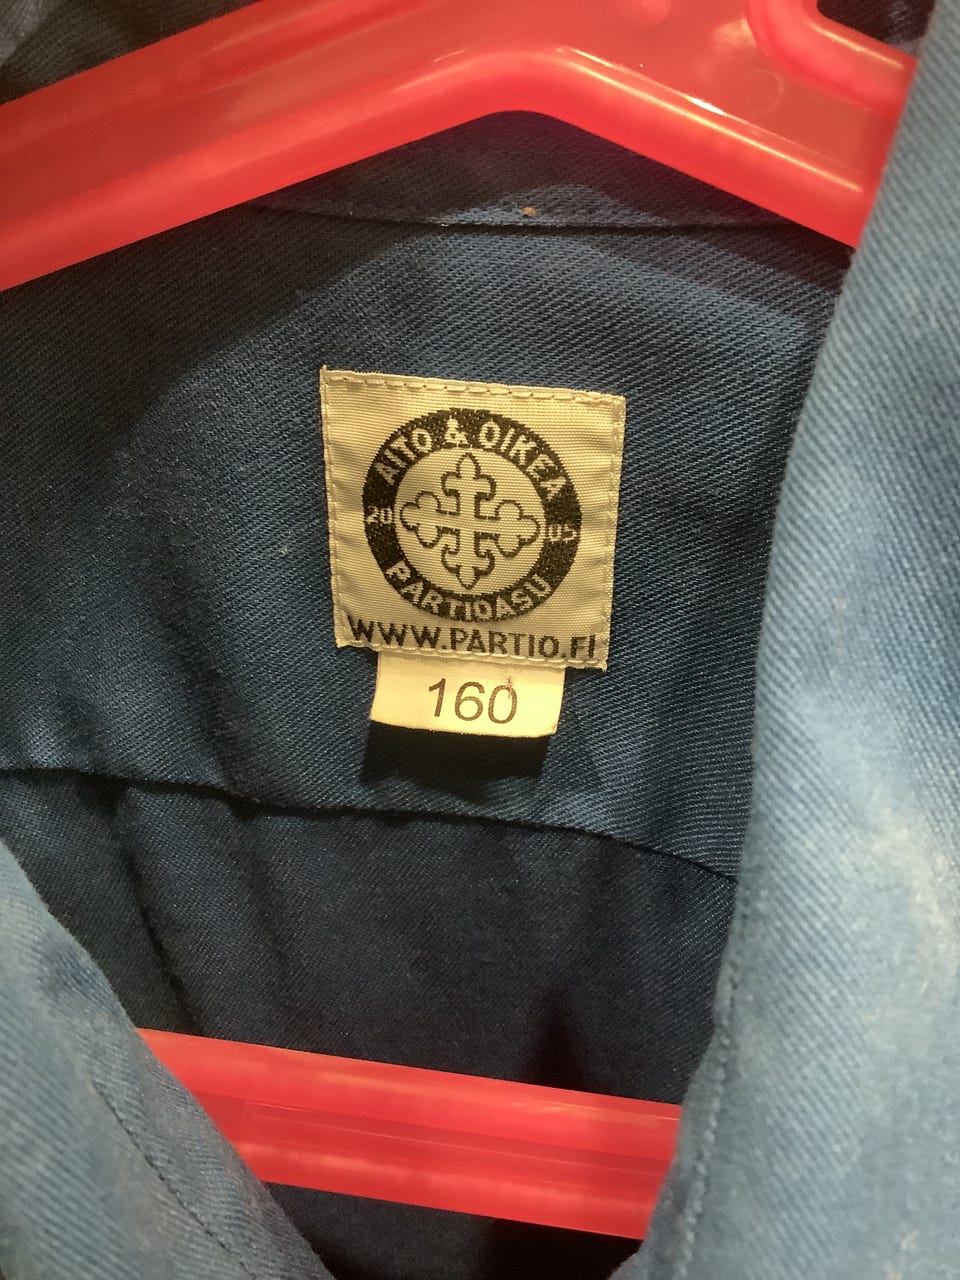 AITO & OIKEA
20 05
PARTIOASU
WWW.PARTIO.FI
160